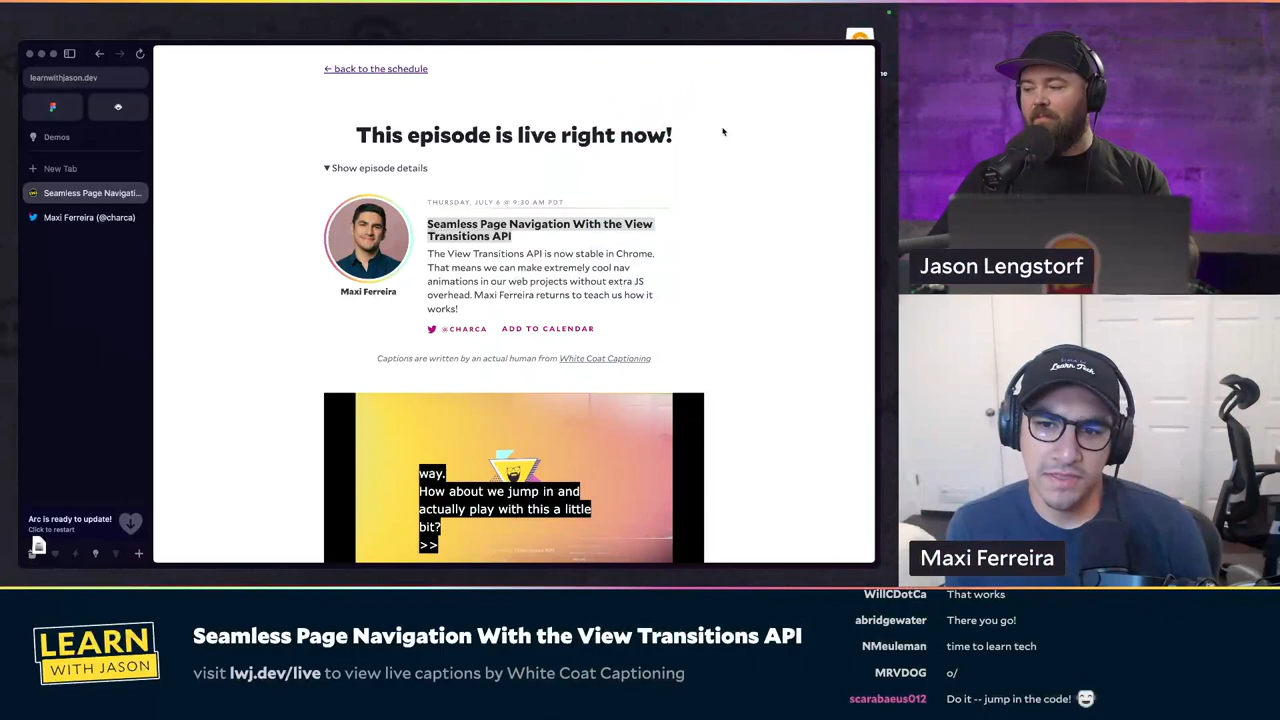 learnwithjason.dev
Demos
New Tab
Seamless Page Navigati...
Maxi Ferreira (@charca)
Arc is ready to update!
Click to restart
← back to the schedule
This episode is live right now!
▼ Show episode details
THURSDAY, JULY 6 @ 9:30 AM PDT
Seamless Page Navigation With the View
Transitions API
The View Transitions API is now stable in Chrome.
That means we can make extremely cool nav
animations in our web projects without extra JS
overhead. Maxi Ferreira returns to teach us how it
works!
Maxi Ferreira
@CHARCA ADD TO CALENDAR
Captions are written by an actual human from White Coat Captioning
way.
How about we jump in and
actually play with this a little
bit?
>>
Jason Lengstorf
Learn Tech
Maxi Ferreira
LEARN
WITH JASON
Seamless Page Navigation With the View Transitions API
visit lwj.dev/live to view live captions by White Coat Captioning
WillCDotCa That works
abridgewater There you go!
NMeuleman time to learn tech
MRVDOG o/
scarabaeus012 Do it -- jump in the code!